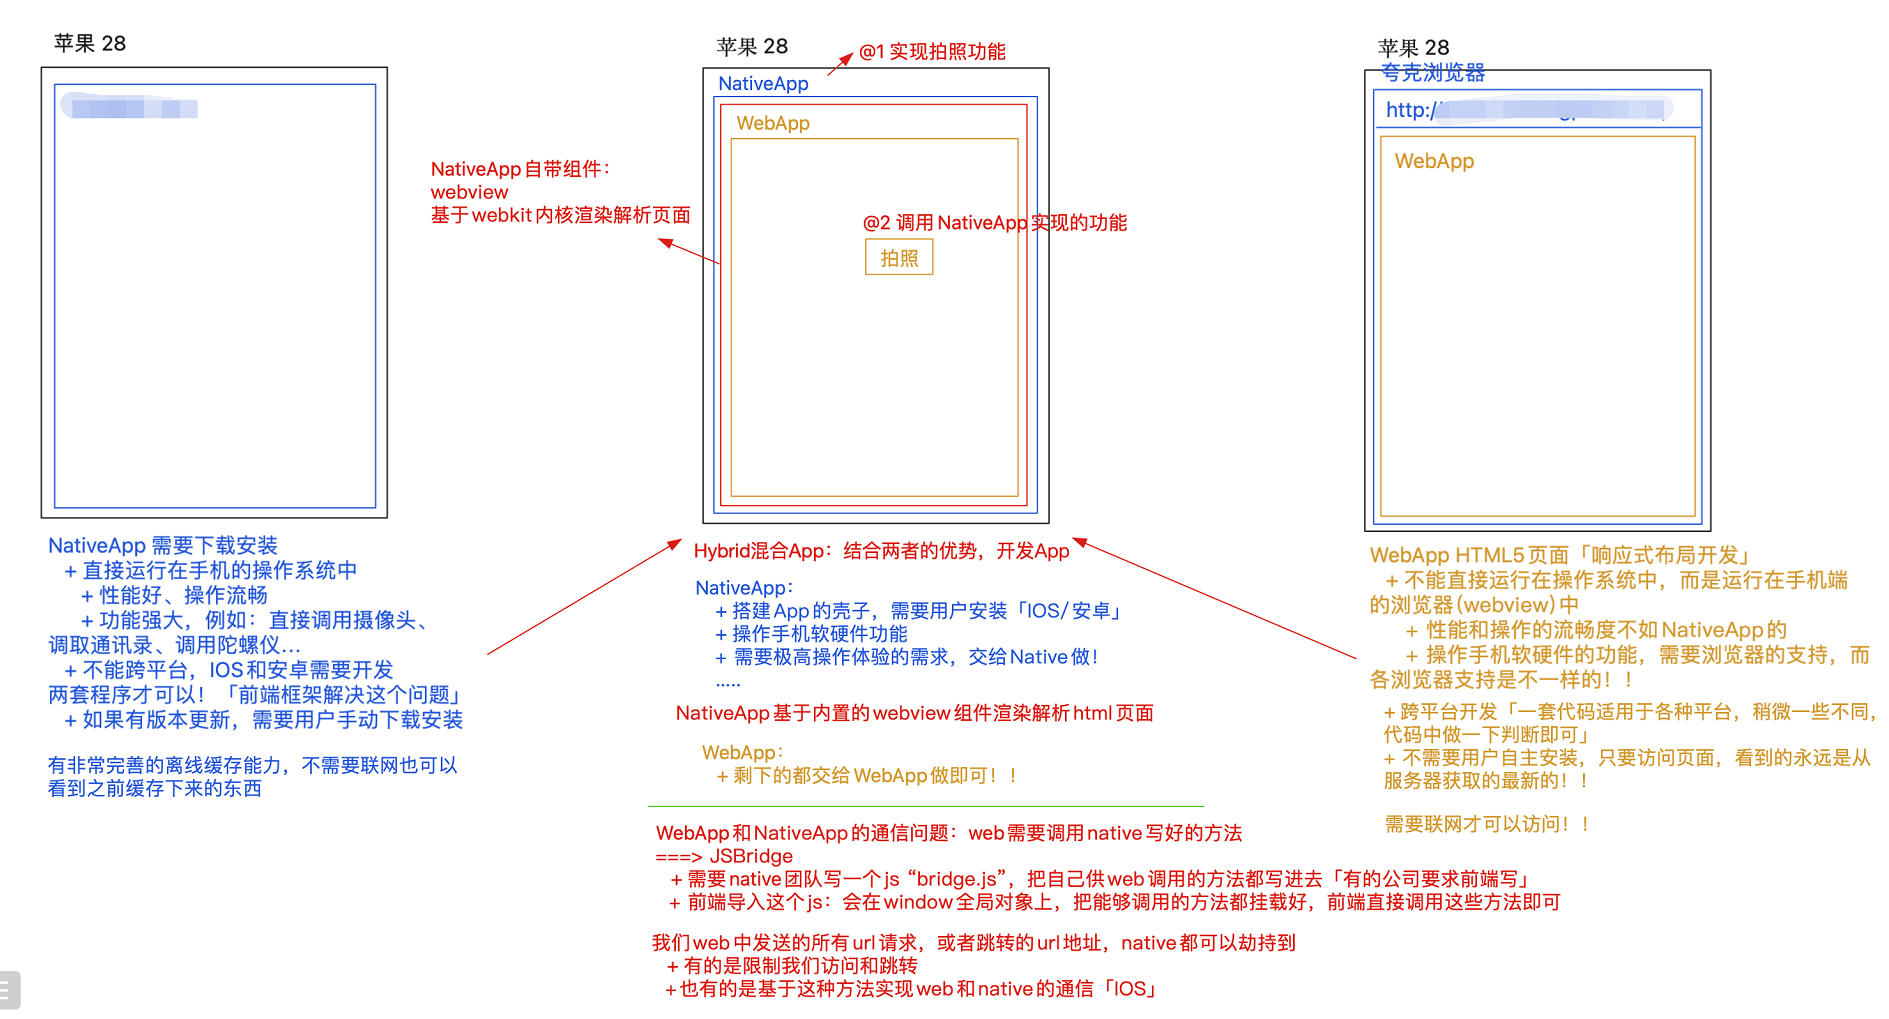 苹果 28
NativeApp 需要下载安装
+ 直接运行在手机的操作系统中
+ 性能好、操作流畅
+ 功能强大，例如：直接调用摄像头、
调取通讯录、调用陀螺仪...
+ 不能跨平台，IOS和安卓需要开发
两套程序才可以！「前端框架解决这个问题」
+ 如果有版本更新，需要用户手动下载安装
有非常完善的离线缓存能力，不需要联网也可以
看到之前缓存下来的东西
苹果 28
@1 实现拍照功能
NativeApp
WebApp
NativeApp自带组件：
webview
基于webkit内核渲染解析页面
@2 调用NativeApp实现的功能
拍照
Hybrid混合App：结合两者的优势，开发App
NativeApp：
+ 搭建App的壳子，需要用户安装「IOS/安卓」
+ 操作手机软硬件功能
+ 需要极高操作体验的需求，交给Native做！
.....
NativeApp基于内置的webview组件渲染解析html页面
WebApp：
+ 剩下的都交给WebApp做即可！！
WebApp和NativeApp的通信问题：web需要调用native写好的方法
===> JSBridge
+ 需要native团队写一个js “bridge.js”，把自己供web调用的方法都写进去「有的公司要求前端写」
+ 前端导入这个js：会在window全局对象上，把能够调用的方法都挂载好，前端直接调用这些方法即可
我们web中发送的所有url请求，或者跳转的url地址，native都可以劫持到
+ 有的是限制我们访问和跳转
+也有的是基于这种方法实现web和native的通信「IOS」
苹果 28
夸克浏览器
http:/
WebApp
WebApp HTML5页面「响应式布局开发」
+ 不能直接运行在操作系统中，而是运行在手机端
的浏览器(webview)中
+ 性能和操作的流畅度不如NativeApp的
+ 操作手机软硬件的功能，需要浏览器的支持，而
各浏览器支持是不一样的！！
+ 跨平台开发「一套代码适用于各种平台，稍微一些不同，
代码中做一下判断即可」
+ 不需要用户自主安装，只要访问页面，看到的永远是从
服务器获取的最新的！！
需要联网才可以访问！！